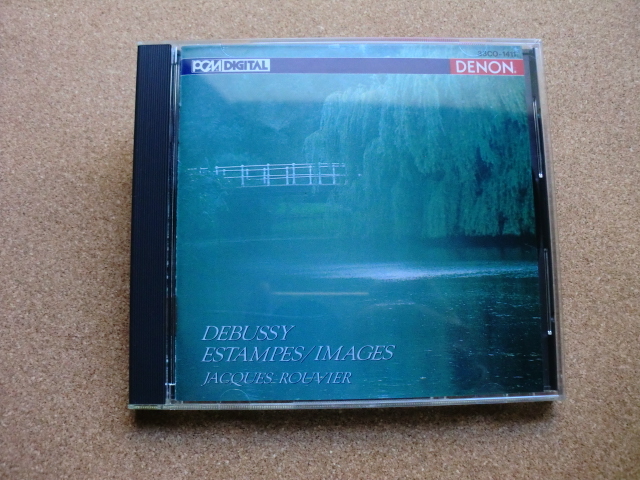 PCM DIGITAL
DENON
DEBUSSY
ESTAMPES/IMAGES
JACQUES ROUVIER